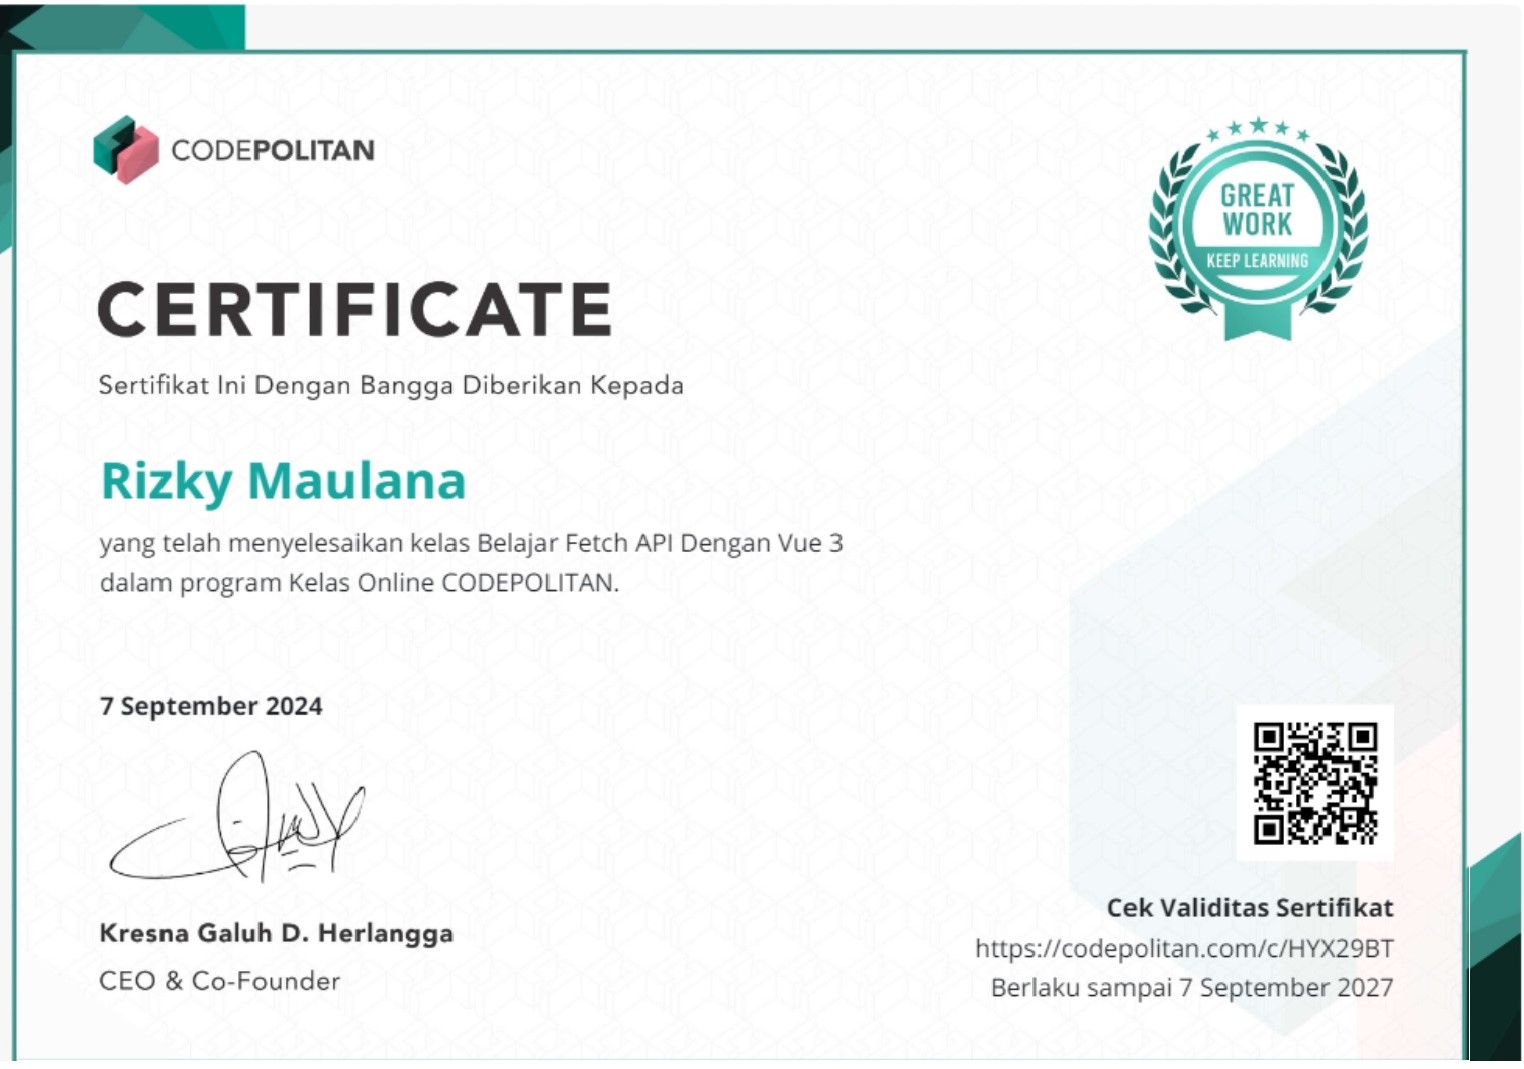 CODEPOLITAN
GREAT
WORK
KEEP LEARNING
CERTIFICATE
Sertifikat Ini Dengan Bangga Diberikan Kepada
Rizky Maulana
yang telah menyelesaikan kelas Belajar Fetch API Dengan Vue 3
dalam program Kelas Online CODEPOLITAN.
7 September 2024
Kresna Galuh D. Herlangga
CEO & Co-Founder
Cek Validitas Sertifikat
https://codepolitan.com/c/HYX29BT
Berlaku sampai 7 September 2027